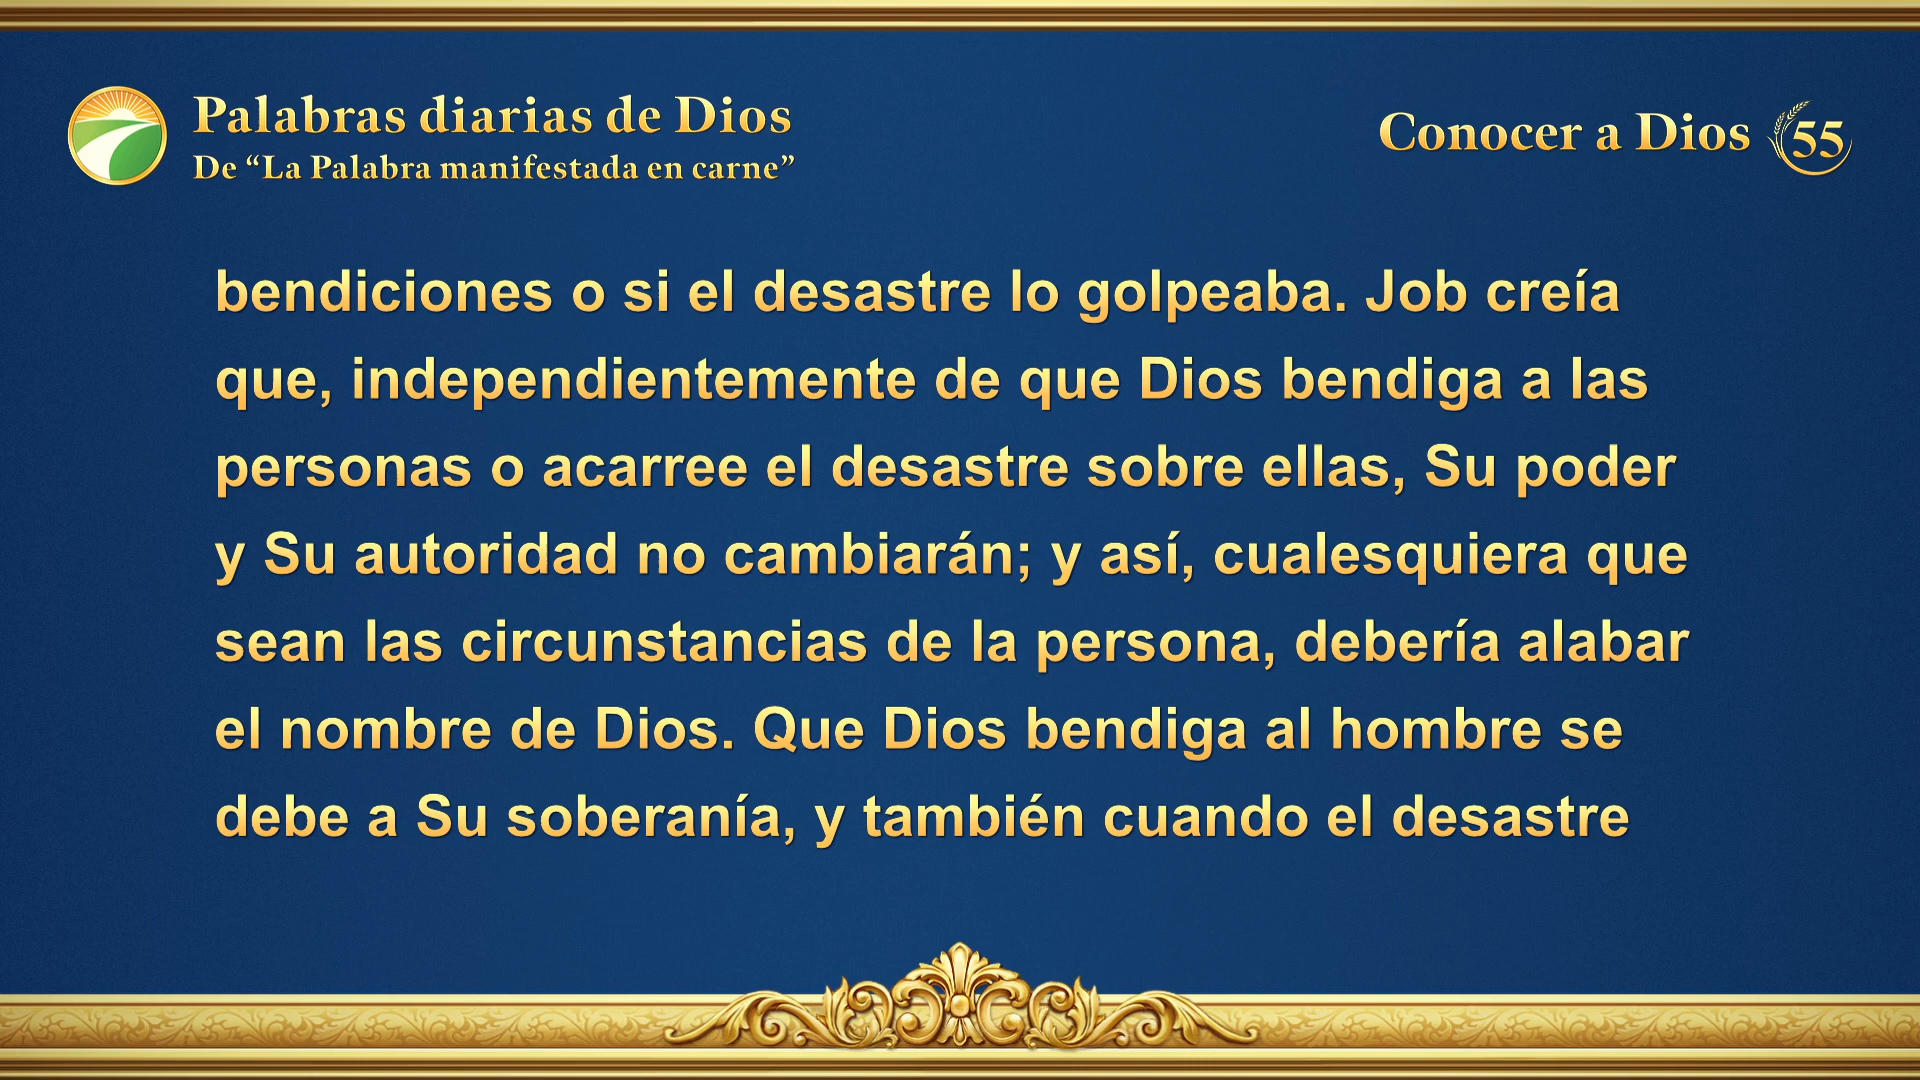 Palabras diarias de Dios
De “La Palabra manifestada en carne”
Conocer a Dios 55
bendiciones o si el desastre lo golpeaba. Job creía
que, independientemente de que Dios bendiga a las
personas o acarree el desastre sobre ellas, Su poder
y Su autoridad no cambiarán; y así, cualesquiera que
sean las circunstancias de la persona, debería alabar
el nombre de Dios. Que Dios bendiga al hombre se
debe a Su soberanía, y también cuando el desastre